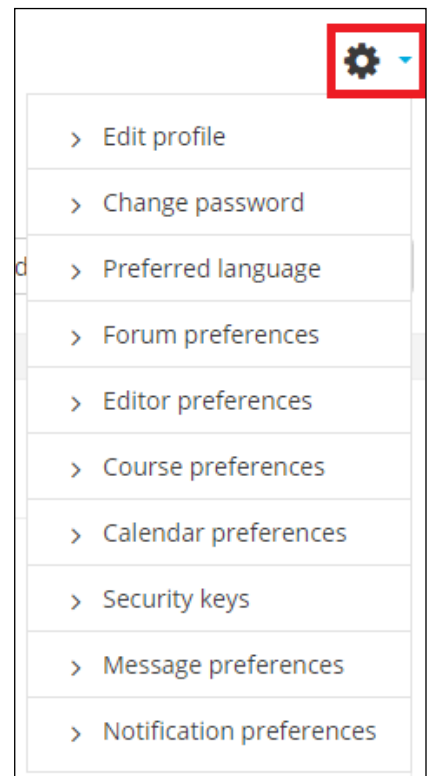 Edit profile
Change password
d
Preferred language
Forum preferences
Editor preferences
Course preferences
Calendar preferences
Security keys
Message preferences
Notification preferences